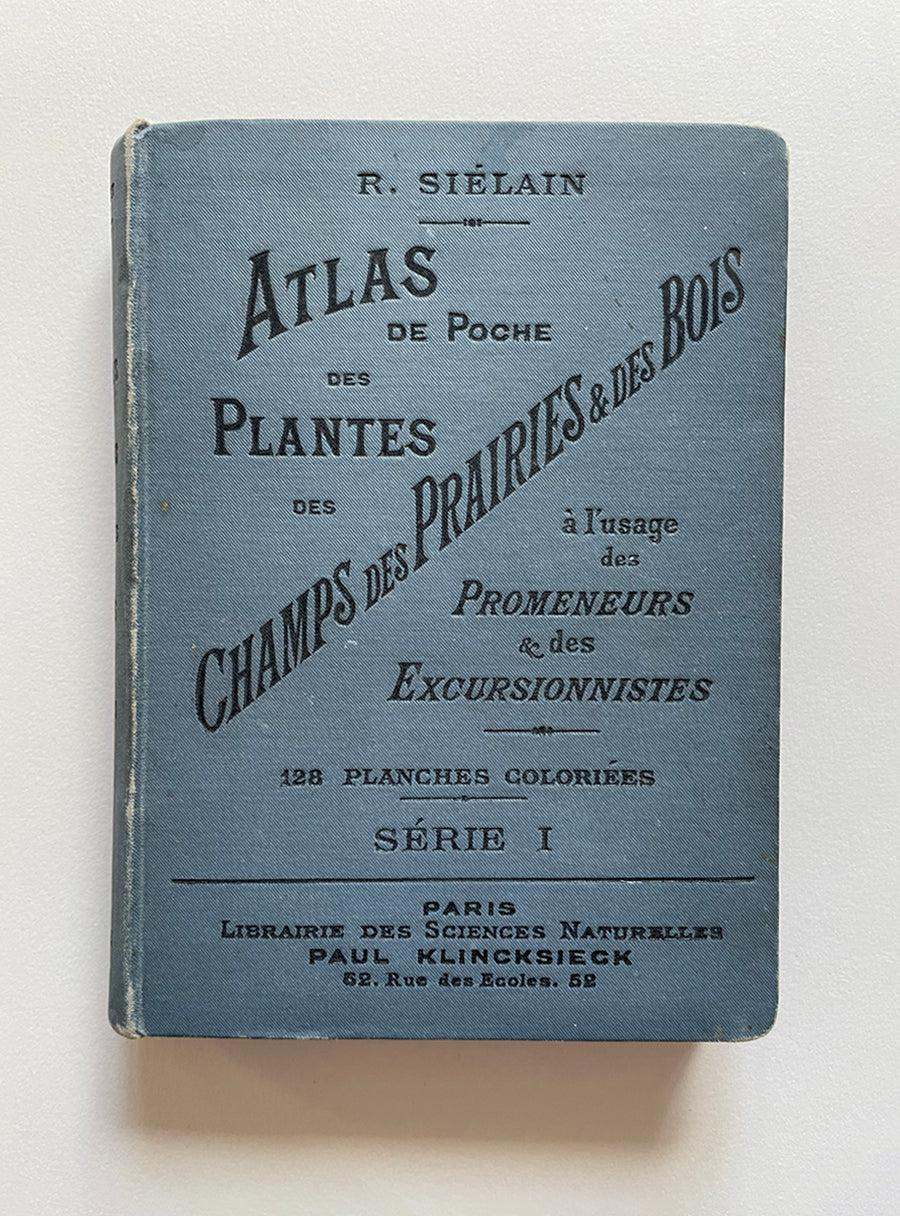 R. SIÉLAIN
ATLAS
DE POCHE
DES
PLANTES
DES
CHAMPS DES PRAIRIES & DES BOIS
à l'usage
des
PROMENEURS
& des
EXCURSIONNISTES
128 PLANCHES COLORIÉES
SÉRIE I
PARIS
LIBRAIRIE DES SCIENCES NATURELLES
PAUL KLINCKSIECK
52. Rue des Ecoles. 52